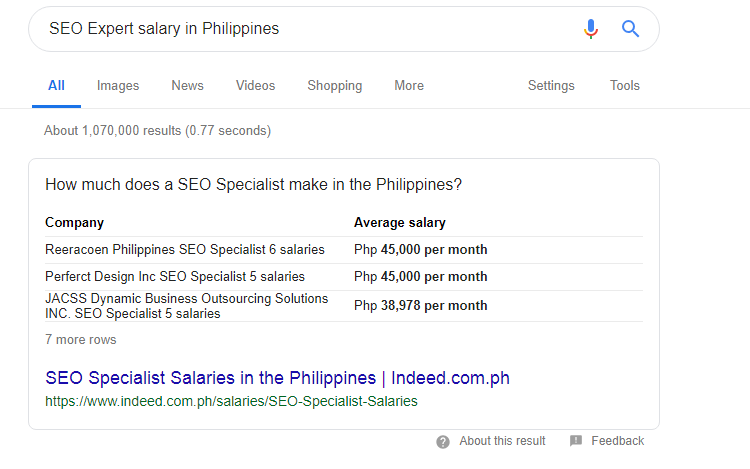 SEO Expert salary in Philippines
All Images News Videos Shopping More Settings Tools
About 1,070,000 results (0.77 seconds)
How much does a SEO Specialist make in the Philippines?
Company Average salary
Reeracoen Philippines SEO Specialist 6 salaries Php 45,000 per month
Perferct Design Inc SEO Specialist 5 salaries Php 45,000 per month
JACSS Dynamic Business Outsourcing Solutions
INC. SEO Specialist 5 salaries Php 38,978 per month
7 more rows
SEO Specialist Salaries in the Philippines | Indeed.com.ph
https://www.indeed.com.ph/salaries/SEO-Specialist-Salaries
About this result Feedback